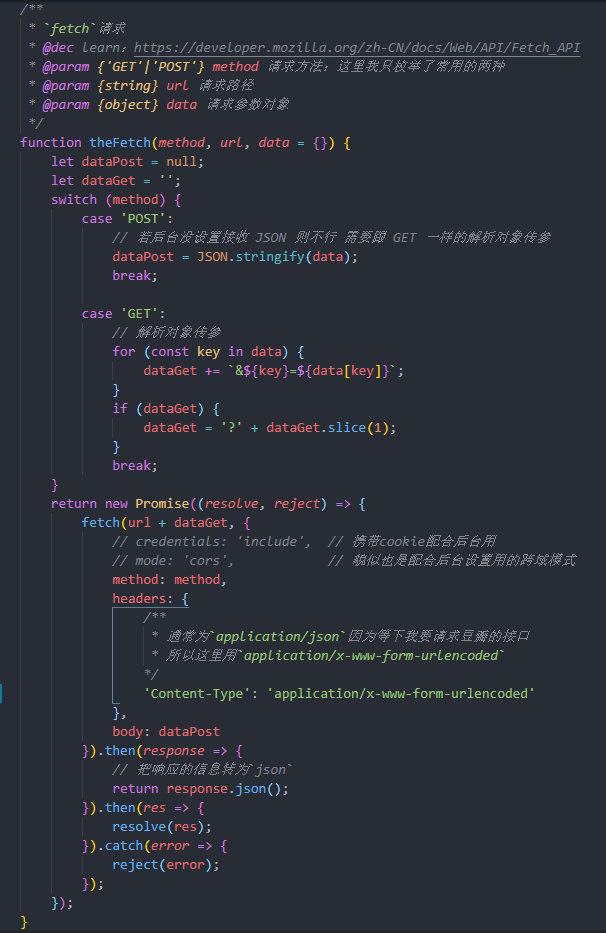 /**
 * `fetch`请求
 * @dec learn：https://developer.mozilla.org/zh-CN/docs/Web/API/Fetch_API
 * @param {'GET'|'POST'} method 请求方法：这里我只枚举了常用的两种
 * @param {string} url 请求路径
 * @param {object} data 请求参数对象
 */
function theFetch(method, url, data = {}) {
    let dataPost = null;
    let dataGet = '';
    switch (method) {
        case 'POST':
            // 若后台没设置接收 JSON 则不行 需要跟 GET 一样的解析对象传参
            dataPost = JSON.stringify(data);
            break;

        case 'GET':
            // 解析对象传参
            for (const key in data) {
                dataGet += `&${key}=${data[key]}`;
            }
            if (dataGet) {
                dataGet = '?' + dataGet.slice(1);
            }
            break;
    }
    return new Promise((resolve, reject) => {
        fetch(url + dataGet, {
            // credentials: 'include',  // 携带cookie配合后台用
            // mode: 'cors',            // 貌似也是配合后台设置用的跨域模式
            method: method,
            headers: {
                /**
                 * 通常为`application/json`因为等下我要请求豆瓣的接口
                 * 所以这里用`application/x-www-form-urlencoded`
                */
                'Content-Type': 'application/x-www-form-urlencoded'
            },
            body: dataPost
        }).then(response => {
            // 把响应的信息转为`json`
            return response.json();
        }).then(res => {
            resolve(res);
        }).catch(error => {
            reject(error);
        });
    });
}